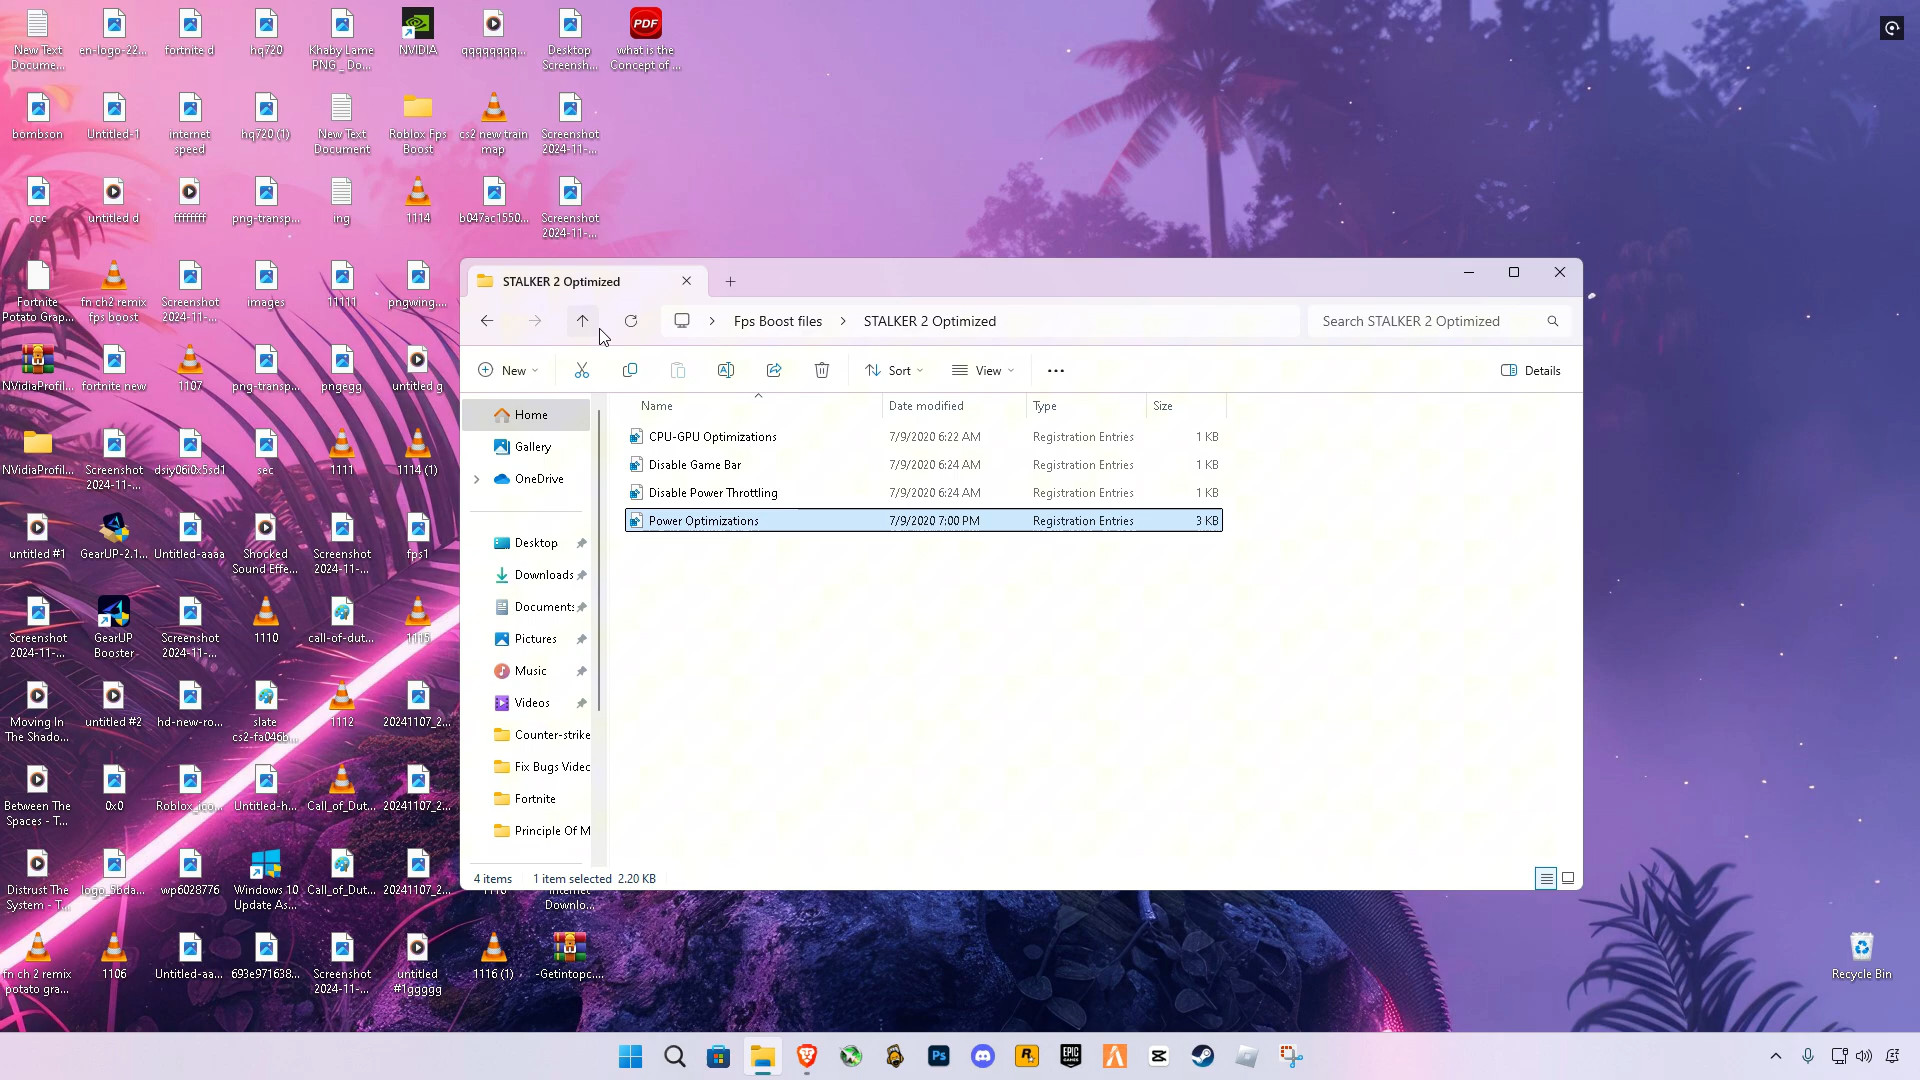 New Text
Docume...
en-logo-22...
fortnite d
hq720
Khaby Lame
PNG _ Do...
NVIDIA
qqqqqqqq...
Desktop
Screensh...
PDF
what is the
Concept of ...
bombson
Untitled-1
internet
speed
hq720 (1)
New Text
Document
Roblox Fps
Boost
cs2 new train
map
Screenshot
2024-11-...
ccc
untitled d
ffffffff
png-transp...
ing
1114
b047ac1550...
Screenshot
2024-11-...
Fortnite
Potato Grap...
fn ch2 remix
fps boost
Screenshot
2024-11-...
images
11111
pngwing....
NVidiaProfil...
fortnite new
1107
png-transp...
pngegg
untitled g
NVidiaProfil...
Screenshot
2024-11-...
dsiy06i0x5sd1
sec
1111
1114 (1)
untitled #1
GearUP-2.1...
Untitled-aaaa
Shocked
Sound Effe...
Screenshot
2024-11-...
fps1
Screenshot
2024-11-...
GearUP
Booster
Screenshot
2024-11-...
1110
call-of-dut...
1115
Moving In
The Shado...
untitled #2
hd-new-ro...
slate
cs2-fa046b...
1112
20241107_2...
Between The
Spaces - T...
0x0
Roblox_ico...
Untitled-h...
Call_of_Dut...
20241107_2...
Distrust The
System - T...
logo_5bda...
wp6028776
Windows 10
Update As...
Call_of_Dut...
20241107_2...
Downlo...
fn ch 2 remix
potato gra...
1106
Untitled-aa...
693e971638...
Screenshot
2024-11-...
untitled
#1ggggg
1116 (1)
-Getintopc....
STALKER 2 Optimized
Fps Boost files
STALKER 2 Optimized
Search STALKER 2 Optimized
New
Sort
View
Details
Home
Gallery
OneDrive
Desktop
Downloads
Documents
Pictures
Music
Videos
Counter-strike
Fix Bugs Videc
Fortnite
Principle Of M
Name
Date modified
Type
Size
CPU-GPU Optimizations
7/9/2020 6:22 AM
Registration Entries
1 KB
Disable Game Bar
7/9/2020 6:24 AM
Registration Entries
1 KB
Disable Power Throttling
7/9/2020 6:24 AM
Registration Entries
1 KB
Power Optimizations
7/9/2020 7:00 PM
Registration Entries
3 KB
4 items
1 item selected 2.20 KB
Recycle Bin
Ps
R
EPIC
GAMES